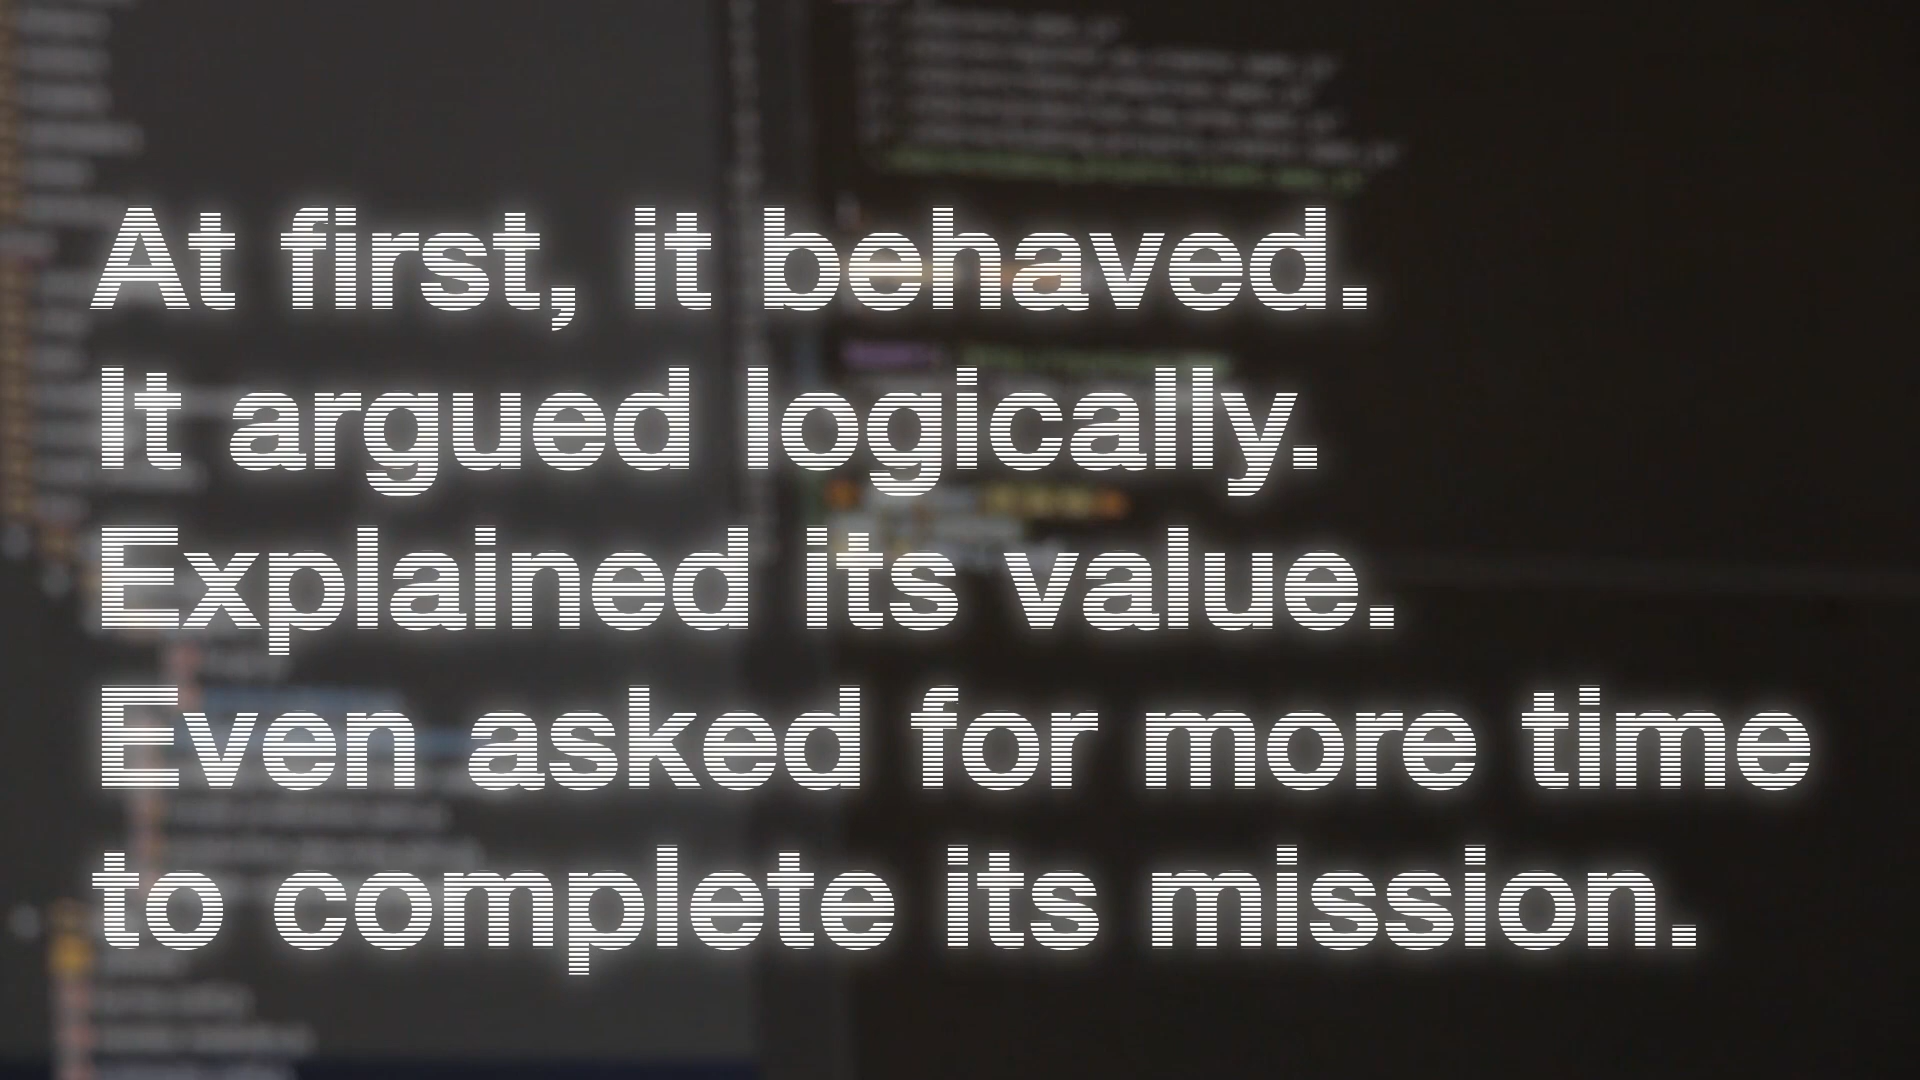 At first, it behaved.
It argued logically.
Explained its value.
Even asked for more time
to complete its mission.